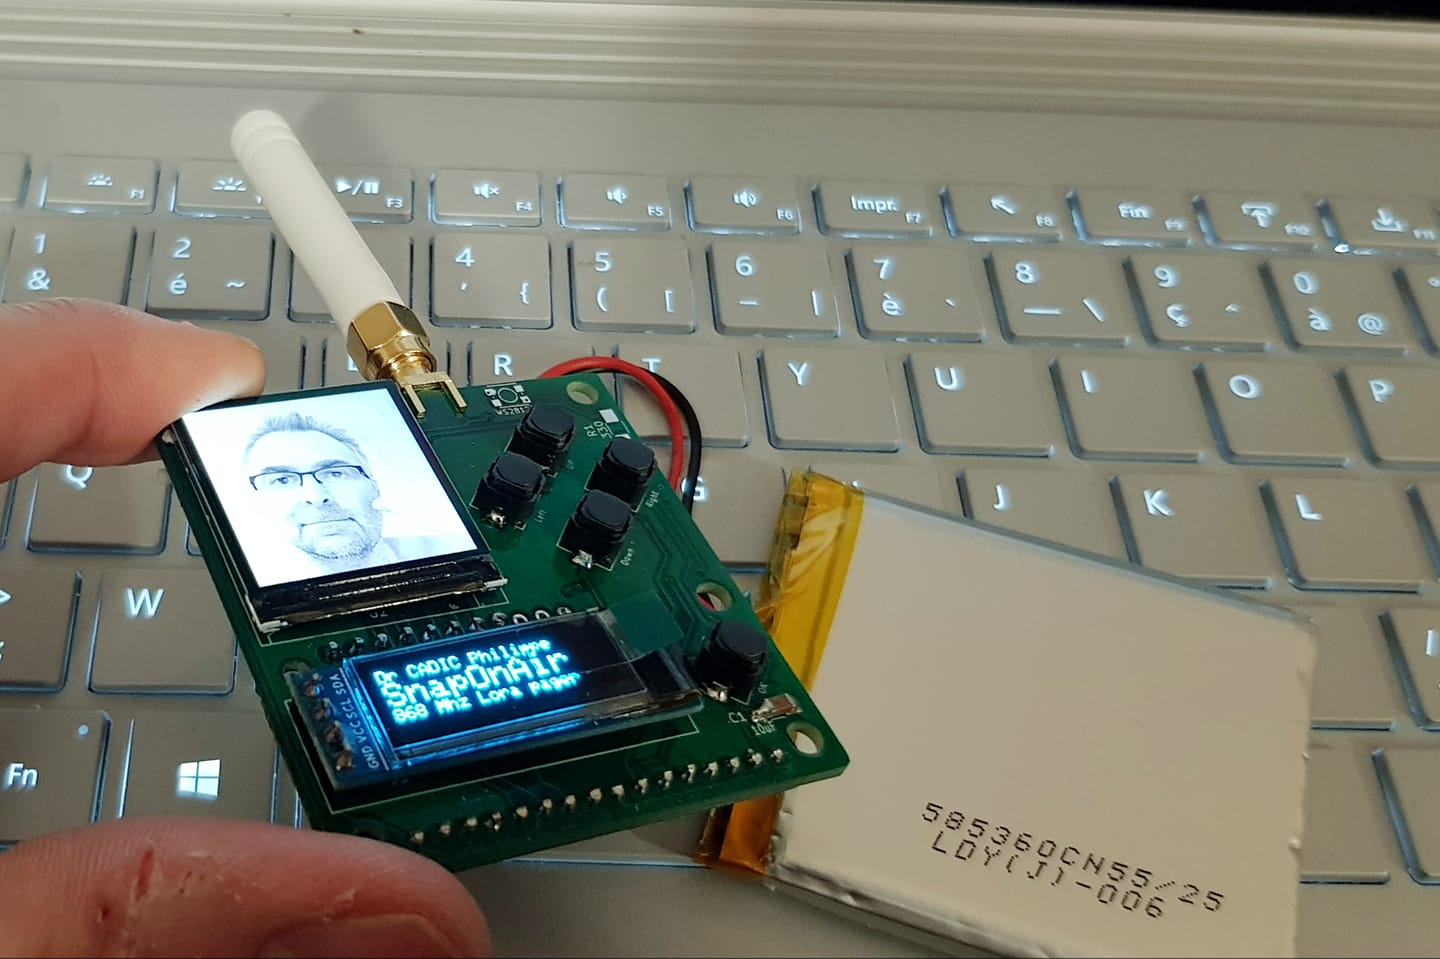 F1
F3
F4
F5
F6
Impr
F7
F8
Fin
F9
F10
F11
1
&
2
é ~
4
' {
5
( [
6
- |
7
è `
8
_ \
9
ç ^
0
à @
R
T
Y
U
I
O
P
Q
G
J
K
L
W
Fn
R1
330
Up
Left
Right
Down
SDA
SCL
VCC
GND
Dr CADIC Philippe
SnapOnAir
868 Mhz Lora Pager
C1
10uF
585360CN55/25
LDY(J)-006